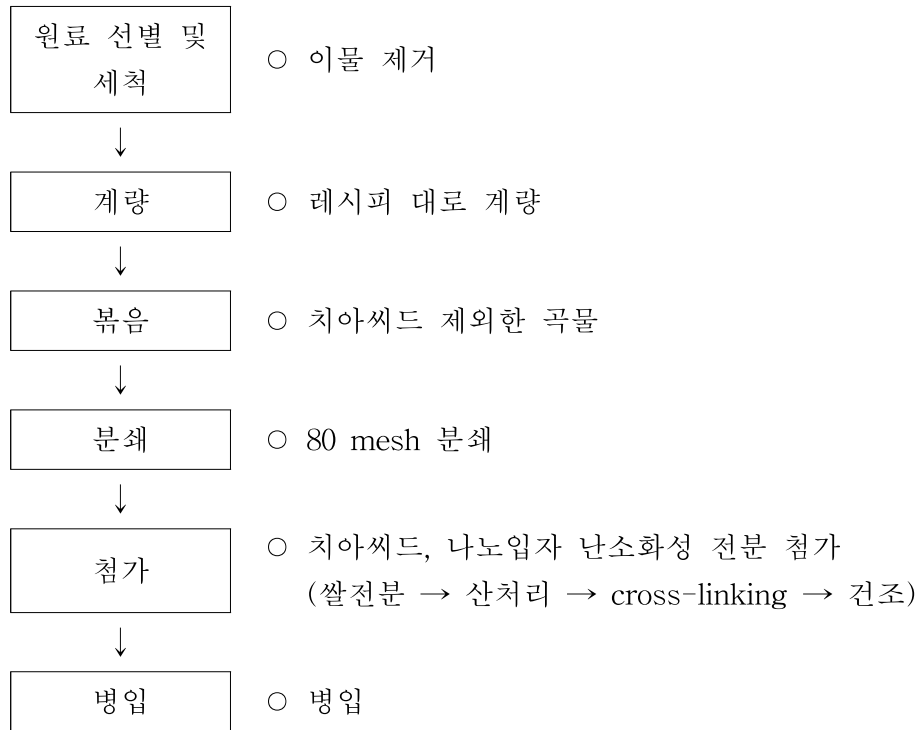 원료 선별 및
세척
○ 이물 제거
↓
계량
○ 레시피 대로 계량
↓
볶음
○ 치아씨드 제외한 곡물
↓
분쇄
○ 80 mesh 분쇄
↓
첨가
○ 치아씨드, 나노입자 난소화성 전분 첨가
(쌀전분 → 산처리 → cross-linking → 건조)
↓
병입
○ 병입